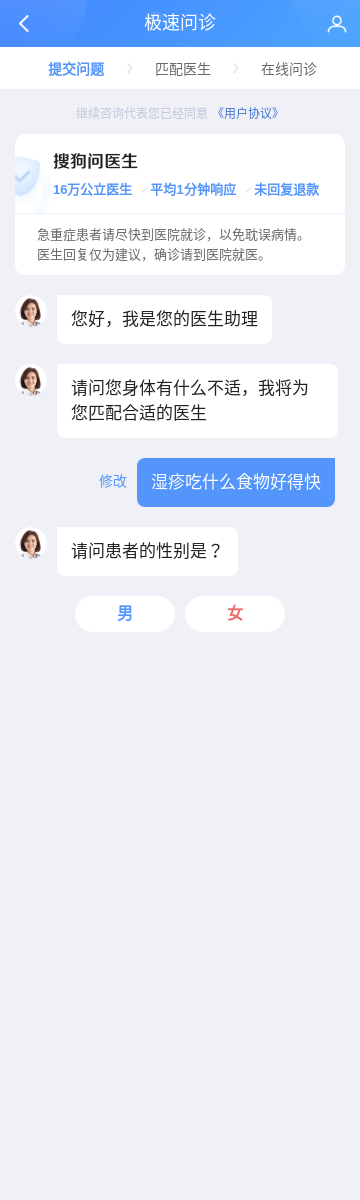 极速问诊
提交问题 匹配医生 在线问诊
继续咨询代表您已经同意 《用户协议》
搜狗问医生
16万公立医生 平均1分钟响应 未回复退款
急重症患者请尽快到医院就诊，以免耽误病情。
医生回复仅为建议，确诊请到医院就医。
您好，我是您的医生助理
请问您身体有什么不适，我将为
您匹配合适的医生
修改 湿疹吃什么食物好得快
请问患者的性别是？
男 女